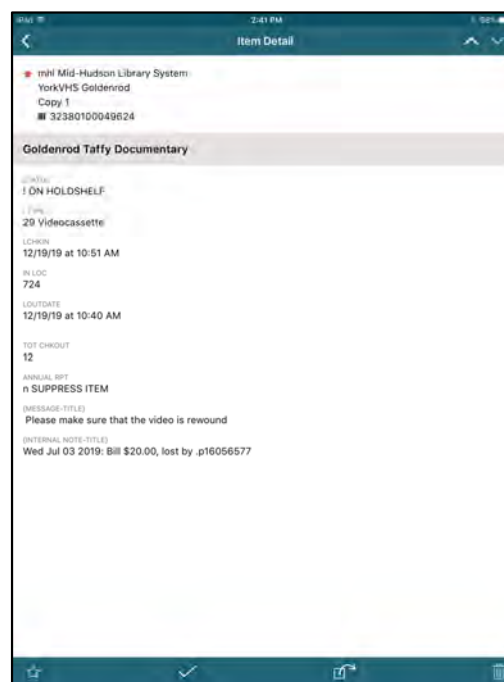 iPad
2:41 PM
Item Detail
mhl Mid-Hudson Library System
YorkVHS Goldenrod
Copy 1
32380100049624
Goldenrod Taffy Documentary
STATUS
! ON HOLDSHELF
I TYPE
29 Videocassette
LCHKIN
12/19/19 at 10:51 AM
IN LOC
724
LOUTDATE
12/19/19 at 10:40 AM
TOT CHKOUT
12
ANNUAL RPT
n SUPPRESS ITEM
(MESSAGE-TITLE)
Please make sure that the video is rewound
(INTERNAL NOTE-TITLE)
Wed Jul 03 2019: Bill $20.00, lost by .p16056577